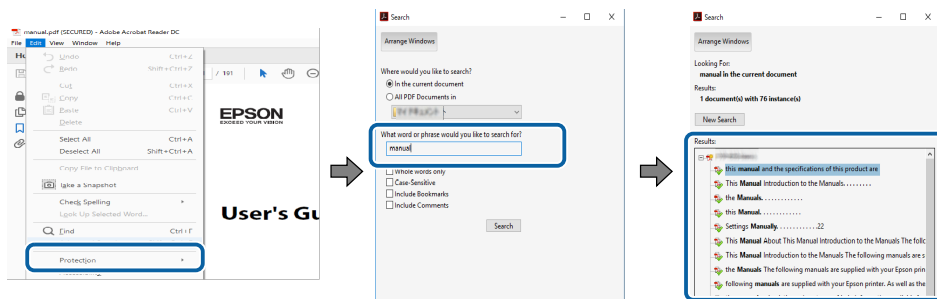 manual.pdf (SECURED) - Adobe Acrobat Reader DC
File Edit View Window Help
Undo Ctrl+Z
Redo Shift+Ctrl+Z
Cut Ctrl+X
Copy Ctrl+C
Paste Ctrl+V
Delete
Select All Ctrl+A
Deselect All Shift+Ctrl+A
Copy File to Clipboard
Take a Snapshot
Check Spelling
Look Up Selected Word...
Find Ctrl+F
Protection
/ 191
EPSON
EXCEED YOUR VISION
User's Gu
Search
Arrange Windows
Where would you like to search?
In the current document
All PDF Documents in
What word or phrase would you like to search for?
manual
Whole words only
Case-Sensitive
Include Bookmarks
Include Comments
Search
Search
Arrange Windows
Looking For:
manual in the current document
Results:
1 document(s) with 76 instance(s)
New Search
Results:
this manual and the specifications of this product are
This Manual Introduction to the Manuals.........
the Manuals.............
this Manual.............
Settings Manually.............22
This Manual About This Manual Introduction to the Manuals The follc
This Manual Introduction to the Manuals The following manuals are s
the Manuals The following manuals are supplied with your Epson prin
following manuals are supplied with your Epson printer. As well as the